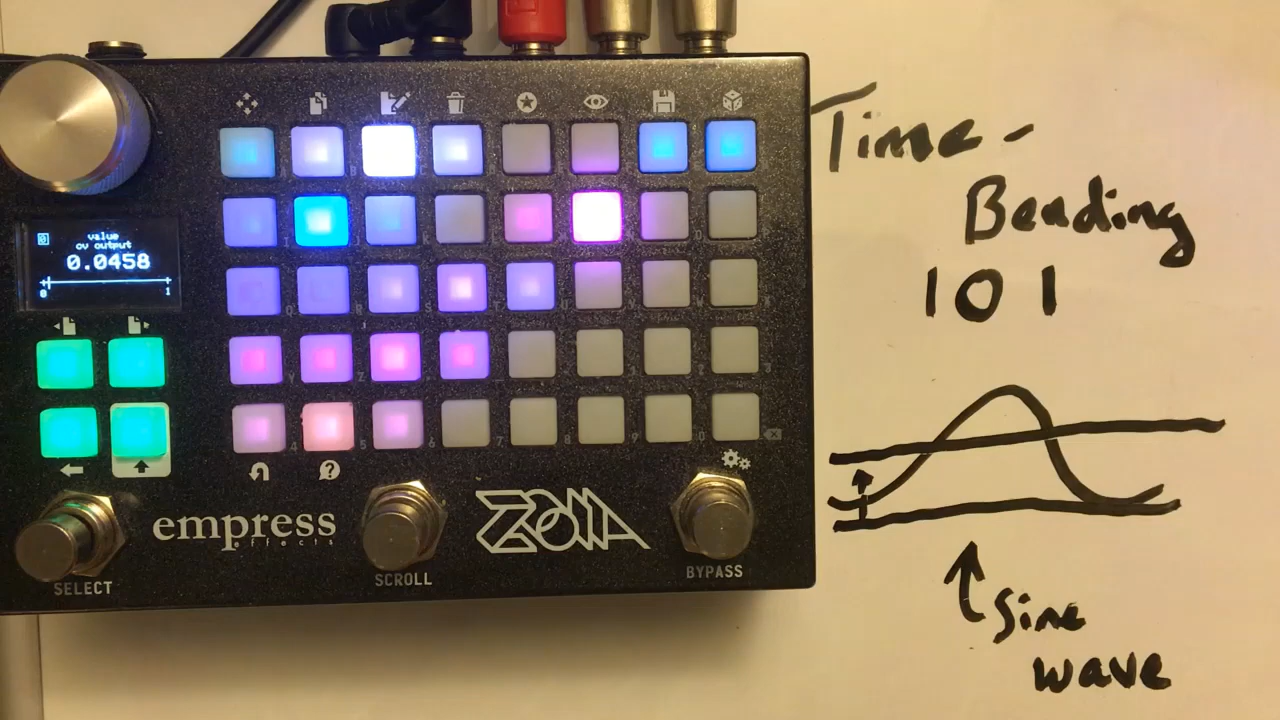 value
cv output
0.0458
0 1
empress
effects
ZOIA
SELECT
SCROLL
BYPASS
Time-
Bending
101
Sine
wave